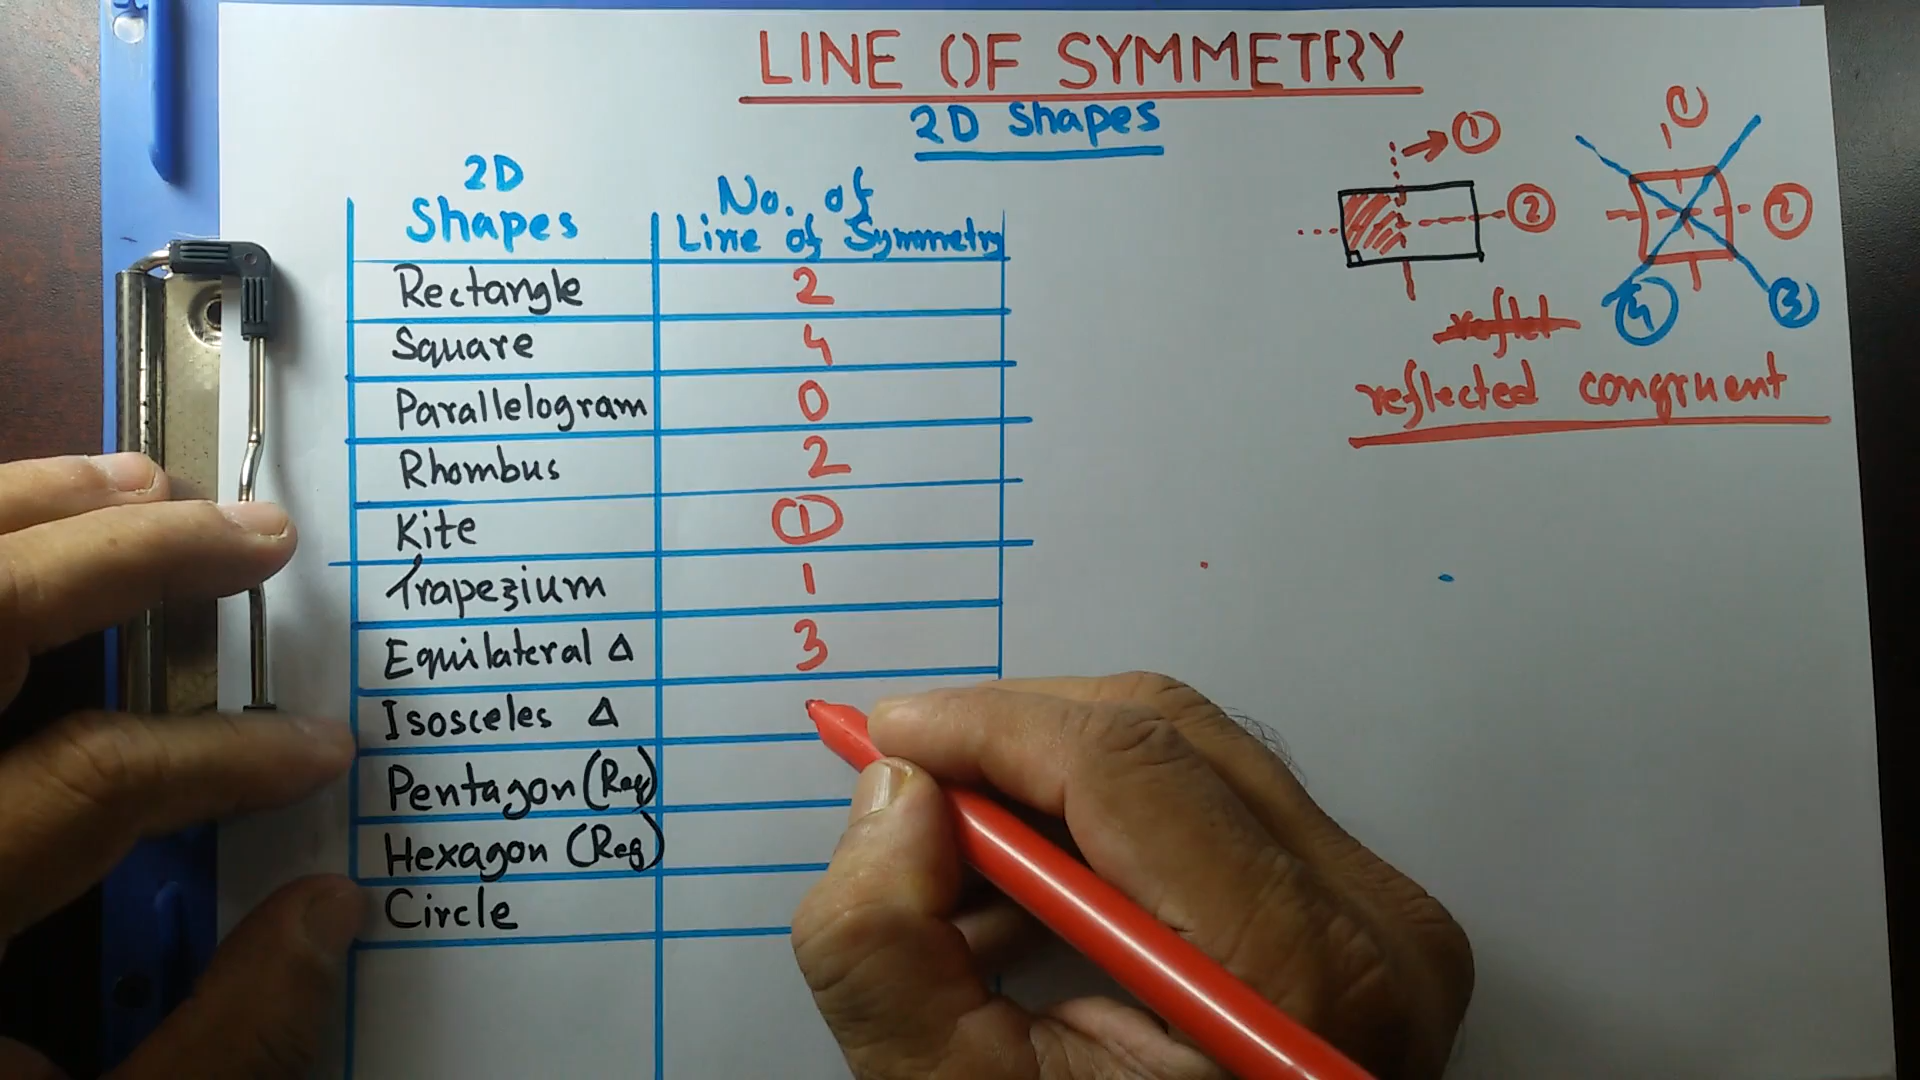 LINE OF SYMMETRY
2D Shapes
2D
Shapes
No. of
Line of Symmetry
Rectangle 2
Square 4
Parallelogram 0
Rhombus 2
Kite 1
Trapezium 1
Equilateral Δ 3
Isosceles Δ
Pentagon (Reg)
Hexagon (Reg)
Circle
1
2
1
2
4
3
reflet
reflected congruent